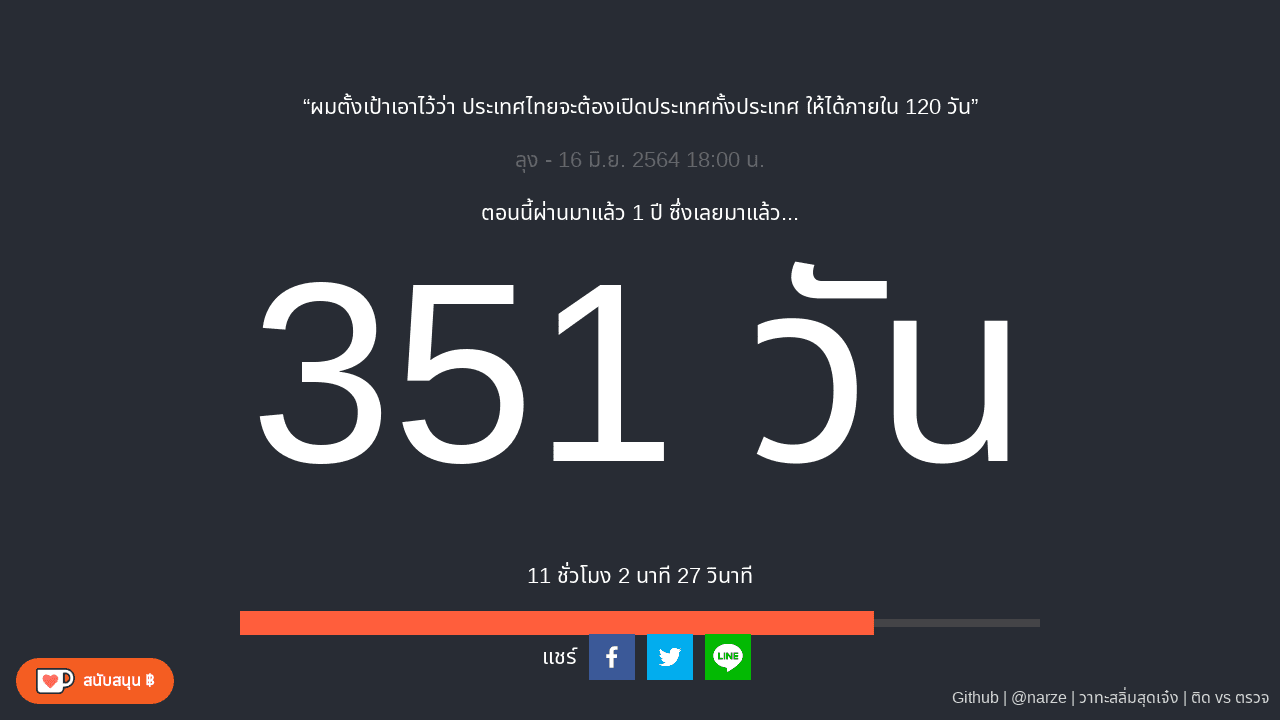 “ผมตั้งเป้าเอาไว้ว่า ประเทศไทยจะต้องเปิดประเทศทั้งประเทศ ให้ได้ภายใน 120 วัน”
ลุง - 16 มิ.ย. 2564 18:00 น.
ตอนนี้ผ่านมาแล้ว 1 ปี ซึ่งเลยมาแล้ว...
351 วัน
11 ชั่วโมง 2 นาที 27 วินาที
แชร์
LINE
สนับสนุน ฿
Github | @narze | วาทะสลิ่มสุดเจ๋ง | ติด vs ตรวจ